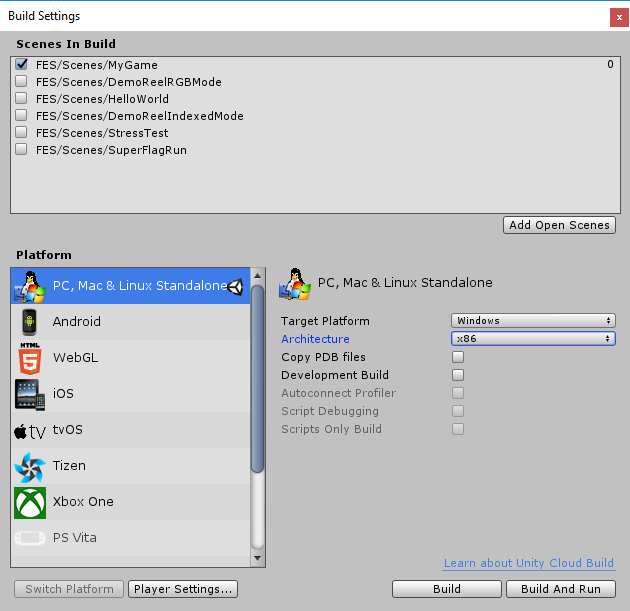 Build Settings
Scenes In Build
FES/Scenes/MyGame 0
FES/Scenes/DemoReelRGBMode
FES/Scenes/HelloWorld
FES/Scenes/DemoReelIndexedMode
FES/Scenes/StressTest
FES/Scenes/SuperFlagRun
Add Open Scenes
Platform
PC, Mac & Linux Standalone
Android
HTML
5
WebGL
iOS
tv
tvOS
Tizen
Xbox One
PS Vita
PC, Mac & Linux Standalone
Target Platform Windows
Architecture x86
Copy PDB files
Development Build
Autoconnect Profiler
Script Debugging
Scripts Only Build
Learn about Unity Cloud Build
Switch Platform
Player Settings...
Build
Build And Run